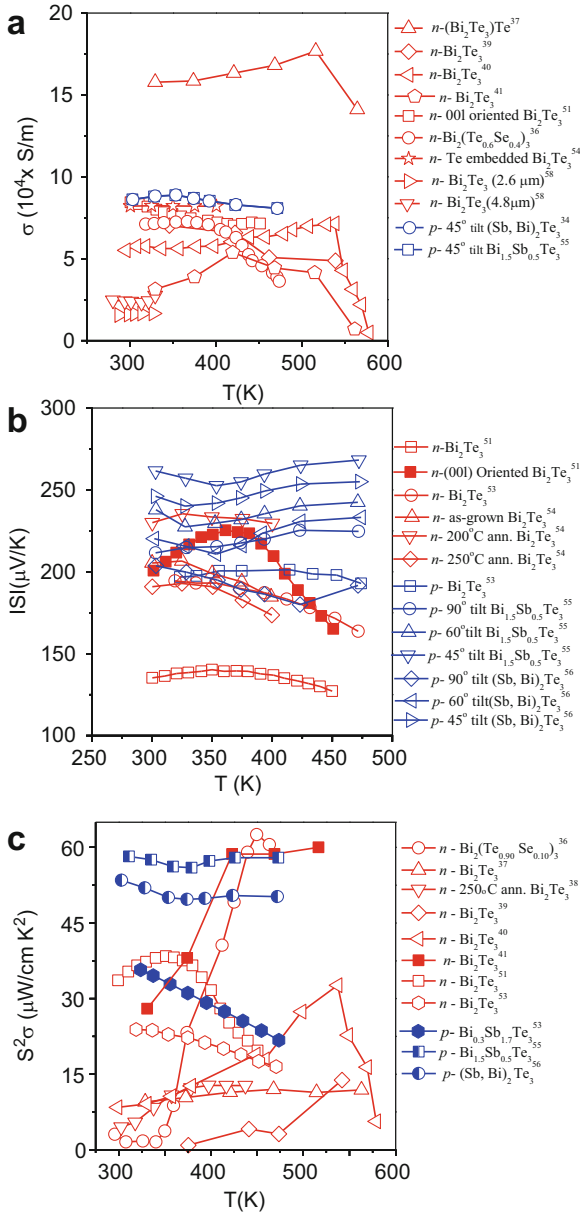 a
20
15
10
5
0
σ (10⁴x S/m)
300 400 500 600
T(K)
n-(Bi₂Te₃)Te³⁷
n-Bi₂Te₃³⁹
n-Bi₂Te₃⁴⁰
n- Bi₂Te₃⁴¹
n- 00l oriented Bi₂Te₃⁵¹
n-Bi₂(Te₀.₆Se₀.₄)₃³⁶
n- Te embedded Bi₂Te₃⁵⁴
n- Bi₂Te₃ (2.6 μm)⁵⁸
n- Bi₂Te₃(4.8μm)⁵⁸
p- 45° tilt (Sb, Bi)₂Te₃³⁴
p- 45° tilt Bi₁.₅Sb₀.₅Te₃⁵⁵
b
300
250
200
150
100
ISI(μV/K)
250 300 350 400 450 500
T (K)
n-Bi₂Te₃⁵¹
n-(00l) Oriented Bi₂Te₃⁵¹
n- Bi₂Te₃⁵³
n- as-grown Bi₂Te₃⁵⁴
n- 200°C ann. Bi₂Te₃⁵⁴
n- 250°C ann. Bi₂Te₃⁵⁴
p- Bi₂Te₃⁵³
p- 90° tilt Bi₁.₅Sb₀.₅Te₃⁵⁵
p- 60°tilt Bi₁.₅Sb₀.₅Te₃⁵⁵
p- 45° tilt Bi₁.₅Sb₀.₅Te₃⁵⁵
p- 90° tilt (Sb, Bi)₂Te₃⁵⁶
p- 60° tilt(Sb, Bi)₂Te₃⁵⁶
p- 45° tilt (Sb, Bi)₂Te₃⁵⁶
c
60
45
30
15
0
S²σ (μW/cm K²)
300 400 500 600
T(K)
n - Bi₂(Te₀.₉₀ Se₀.₁₀)₃³⁶
n - Bi₂Te₃³⁷
n - 250oC ann. Bi₂Te₃³⁸
n - Bi₂Te₃³⁹
n - Bi₂Te₃⁴⁰
n - Bi₂Te₃⁴¹
n - Bi₂Te₃⁵¹
n - Bi₂Te₃⁵³
p- Bi₀.₃Sb₁.₇Te₃⁵³
p - Bi₁.₅Sb₀.₅Te₃⁵⁵
p - (Sb, Bi)₂Te₃⁵⁶